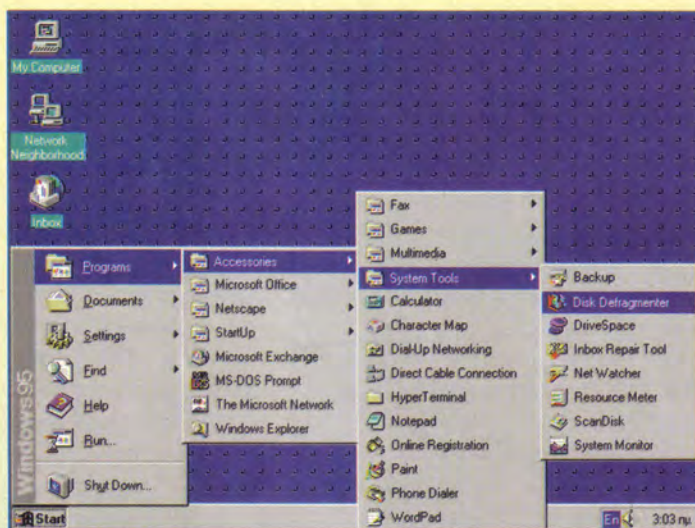 My Computer
Network
Neighborhood
Inbox
Windows95
Programs
Documents
Settings
Find
Help
Run...
Shut Down...
Accessories
Microsoft Office
Netscape
StartUp
Microsoft Exchange
MS-DOS Prompt
The Microsoft Network
Windows Explorer
Fax
Games
Multimedia
System Tools
Calculator
Character Map
Dial-Up Networking
Direct Cable Connection
HyperTerminal
Notepad
Online Registration
Paint
Phone Dialer
WordPad
Backup
Disk Defragmenter
DriveSpace
Inbox Repair Tool
Net Watcher
Resource Meter
ScanDisk
System Monitor
Start
En
3:03 πμ